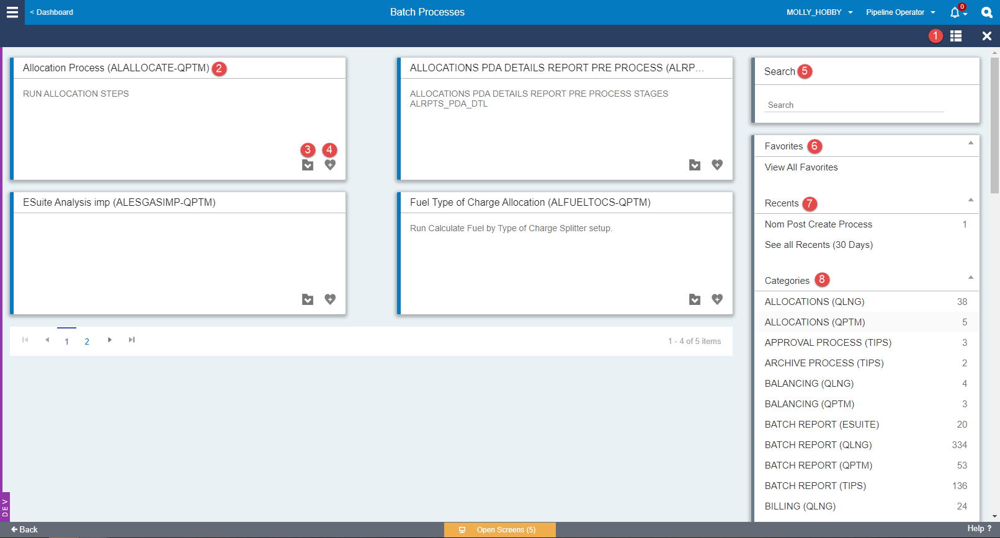 < Dashboard
Batch Processes
MOLLY_HOBBY
Pipeline Operator
0
1
Allocation Process (ALALLOCATE-QPTM) 2
RUN ALLOCATION STEPS
3 4
ALLOCATIONS PDA DETAILS REPORT PRE PROCESS (ALRP...
ALLOCATIONS PDA DETAILS REPORT PRE PROCESS STAGES
ALRPTS_PDA_DTL
ESuite Analysis imp (ALESGASIMP-QPTM)
Fuel Type of Charge Allocation (ALFUELTOCS-QPTM)
Run Calculate Fuel by Type of Charge Splitter setup.
1 2
1 - 4 of 5 items
Search 5
Search
Favorites 6
View All Favorites
Recents 7
Nom Post Create Process 1
See all Recents (30 Days)
Categories 8
ALLOCATIONS (QLNG) 38
ALLOCATIONS (QPTM) 5
APPROVAL PROCESS (TIPS) 3
ARCHIVE PROCESS (TIPS) 2
BALANCING (QLNG) 4
BALANCING (QPTM) 3
BATCH REPORT (ESUITE) 20
BATCH REPORT (QLNG) 334
BATCH REPORT (QPTM) 53
BATCH REPORT (TIPS) 136
BILLING (QLNG) 24
DEV
Back
Open Screens (5)
Help ?